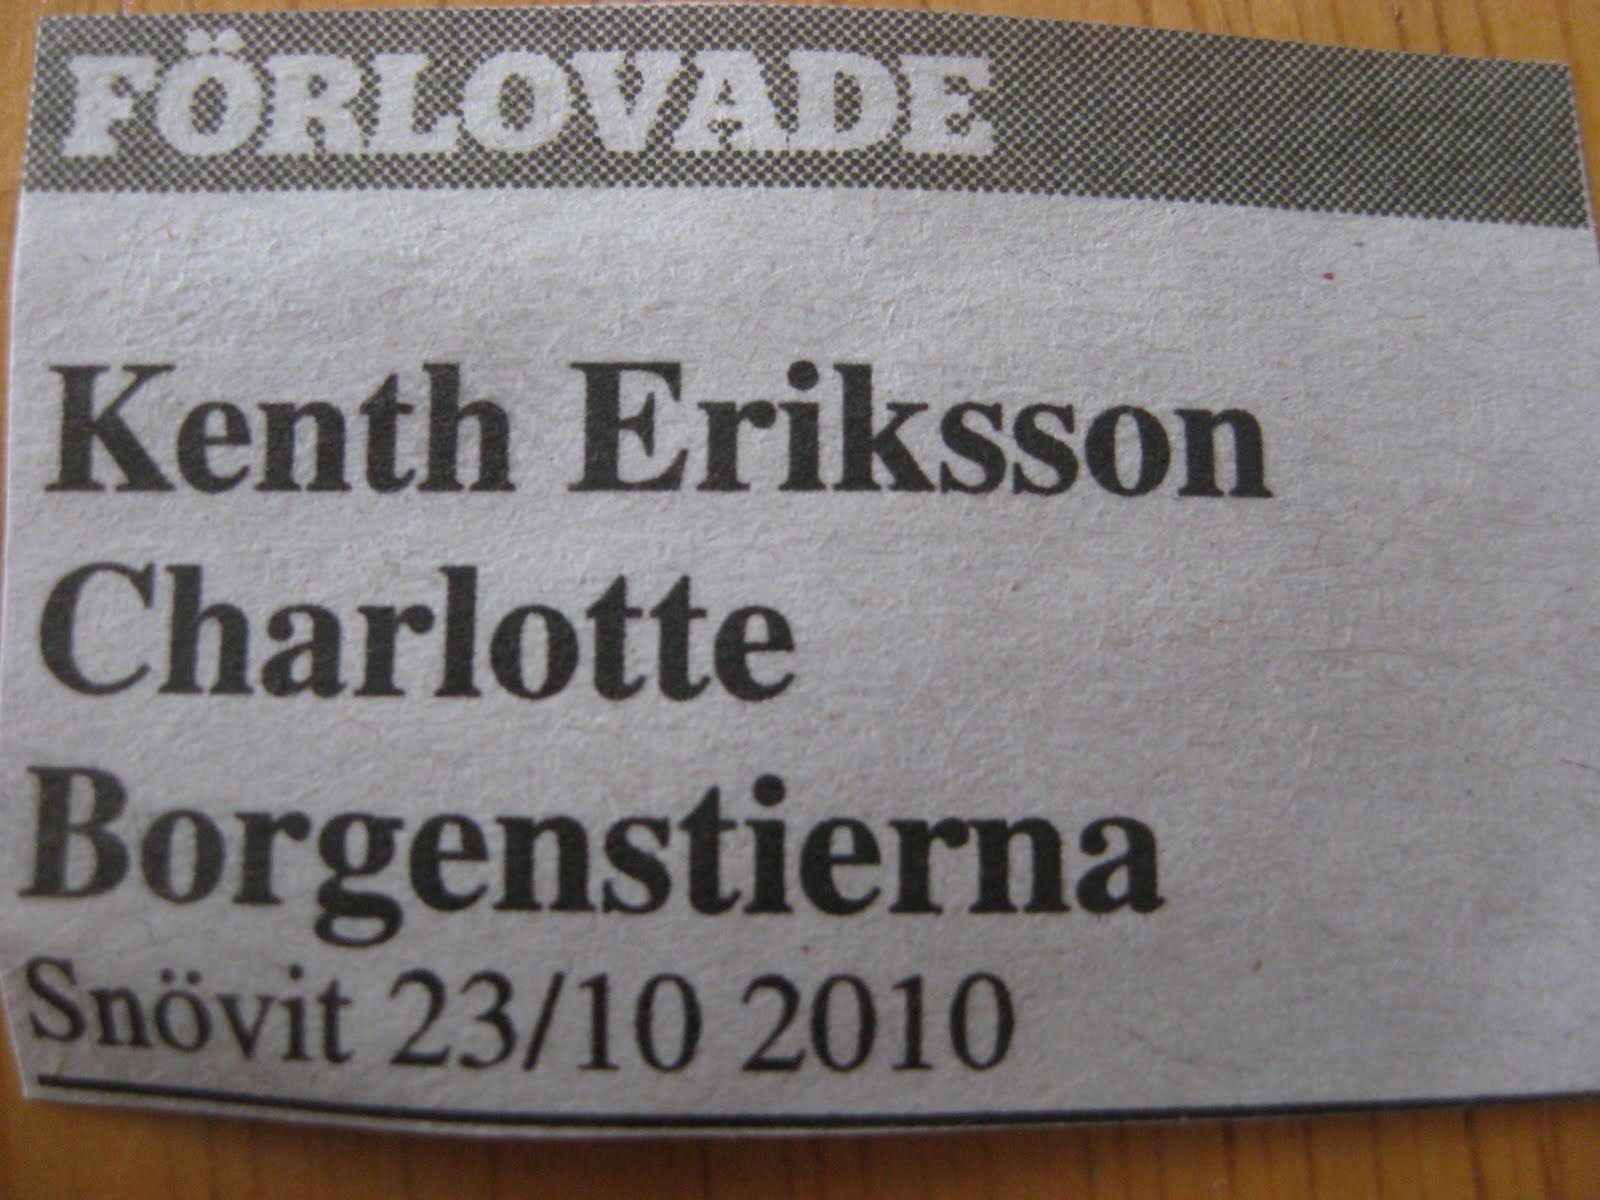 FÖRLOVADE
Kenth Eriksson
Charlotte
Borgenstierna
Snövit 23/10 2010